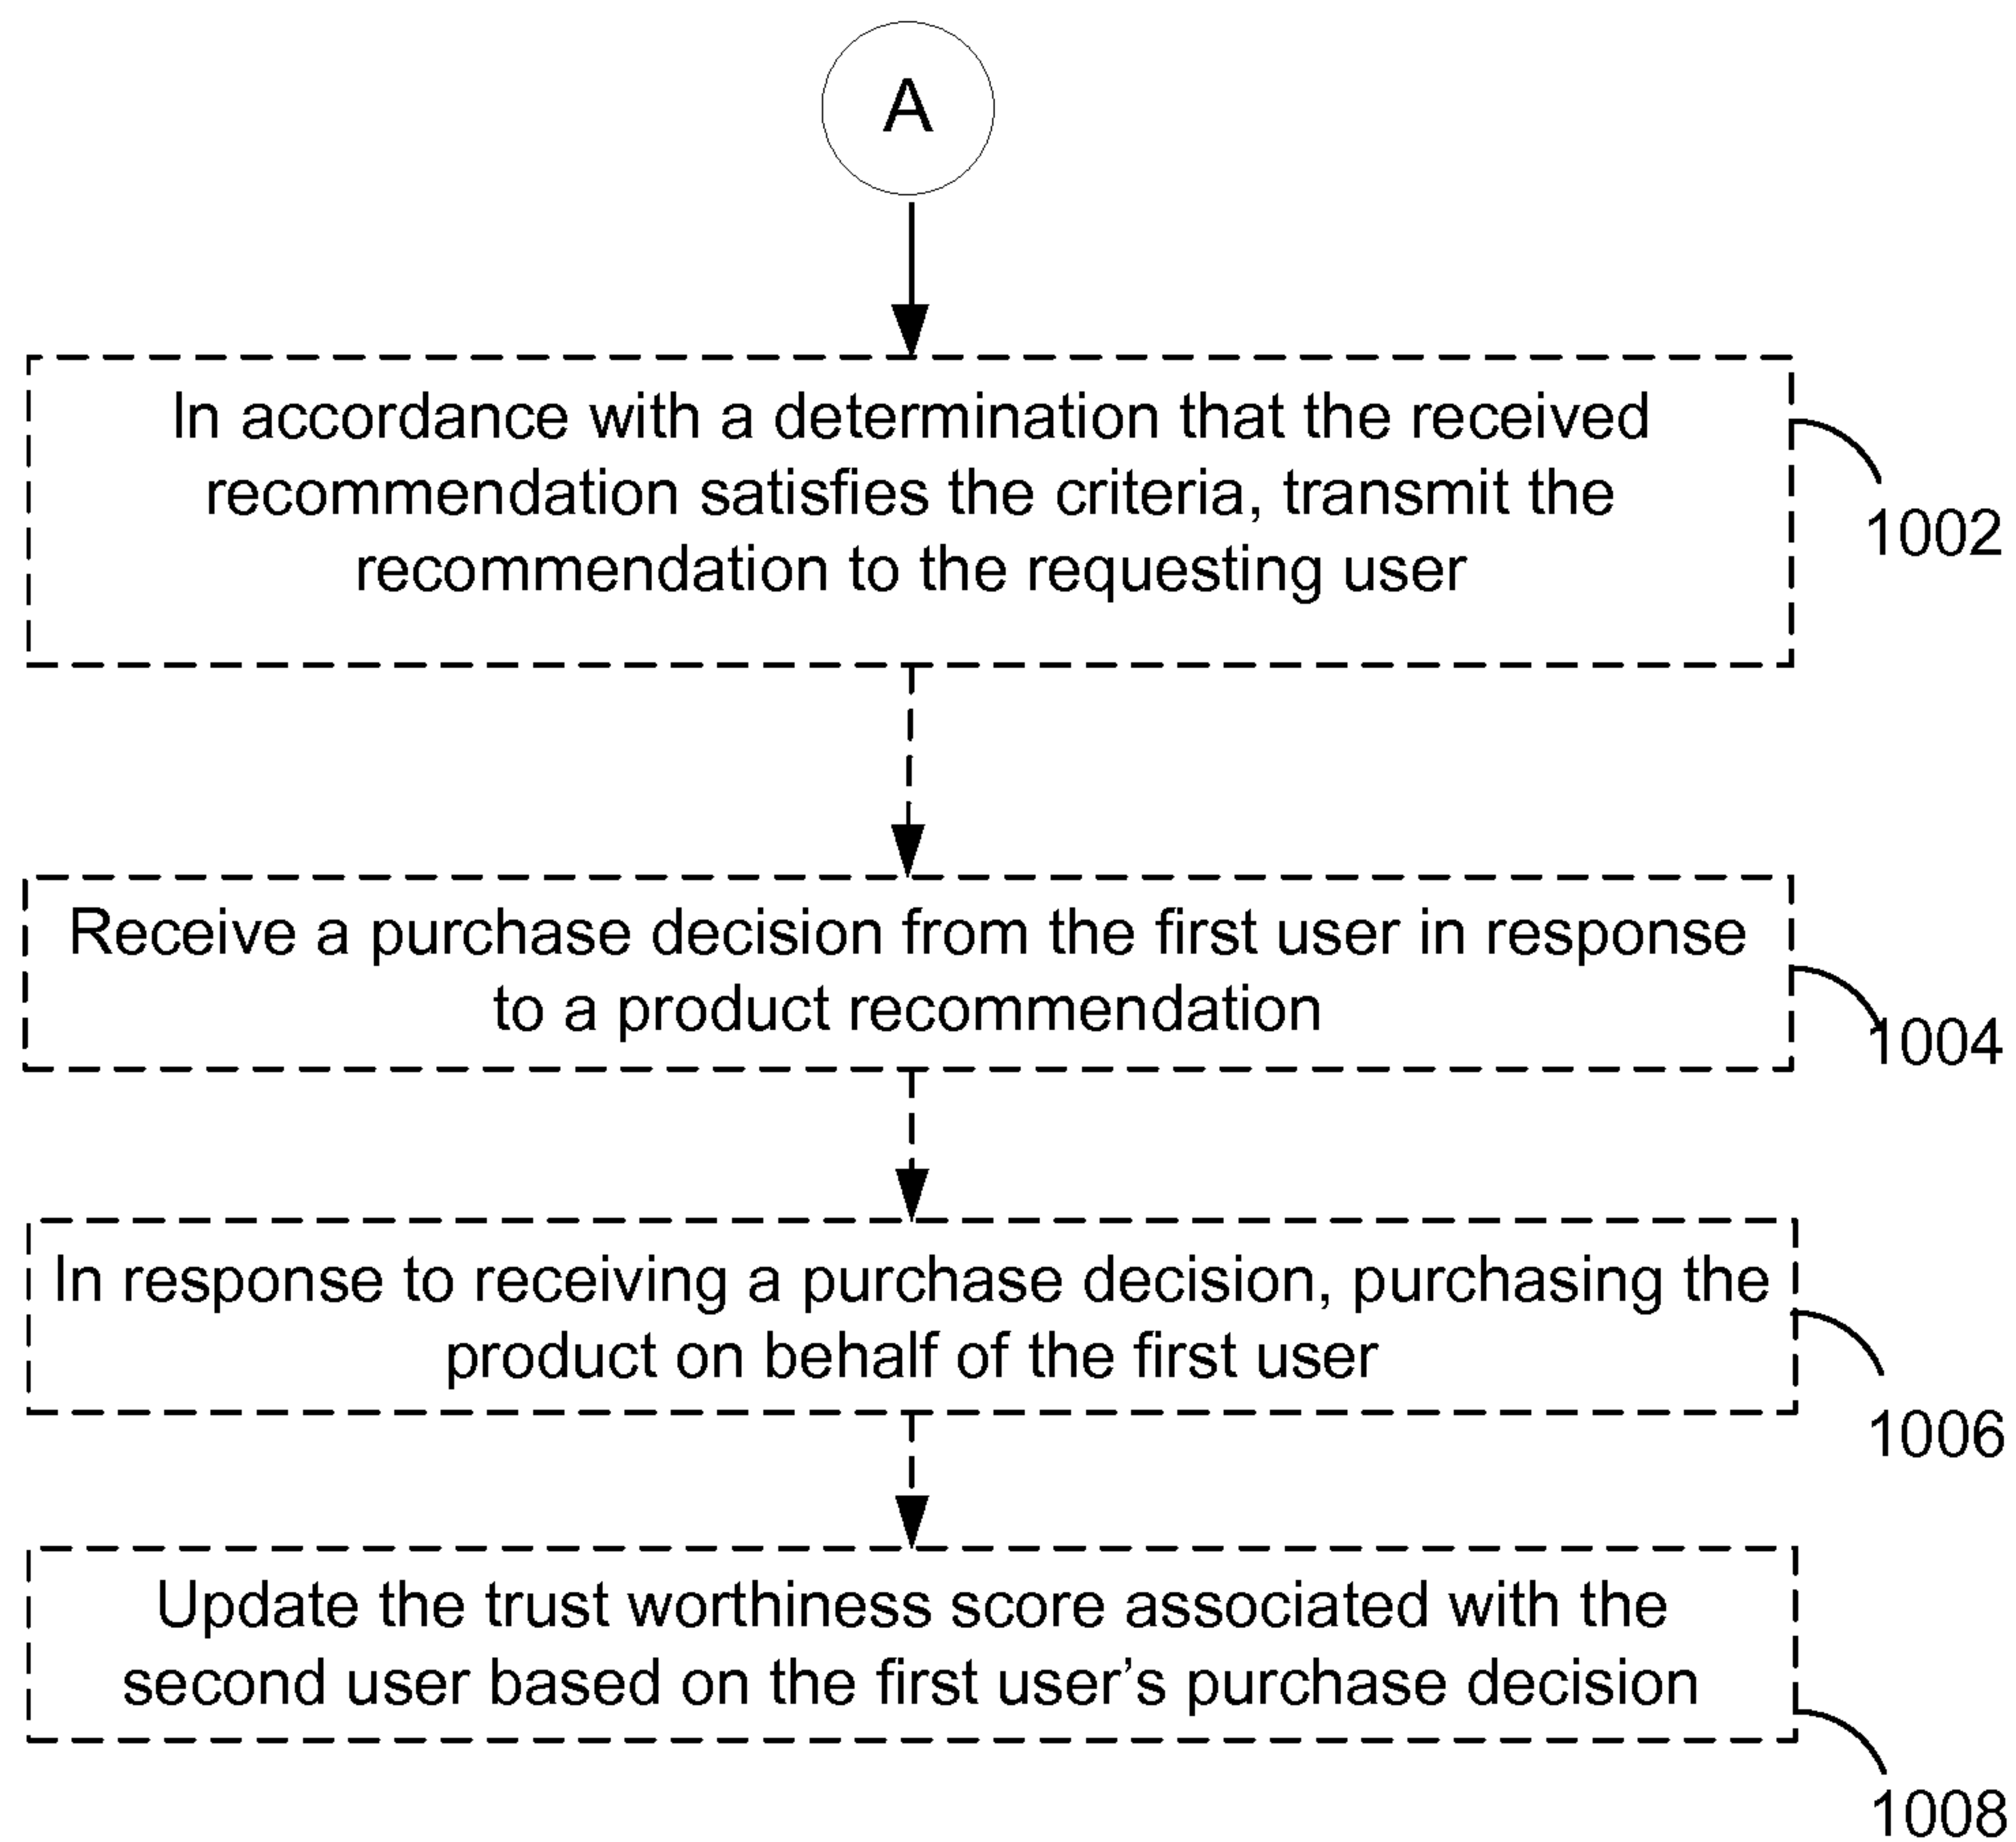 A
In accordance with a determination that the received
recommendation satisfies the criteria, transmit the
recommendation to the requesting user
1002
Receive a purchase decision from the first user in response
to a product recommendation
1004
In response to receiving a purchase decision, purchasing the
product on behalf of the first user
1006
Update the trust worthiness score associated with the
second user based on the first user’s purchase decision
1008